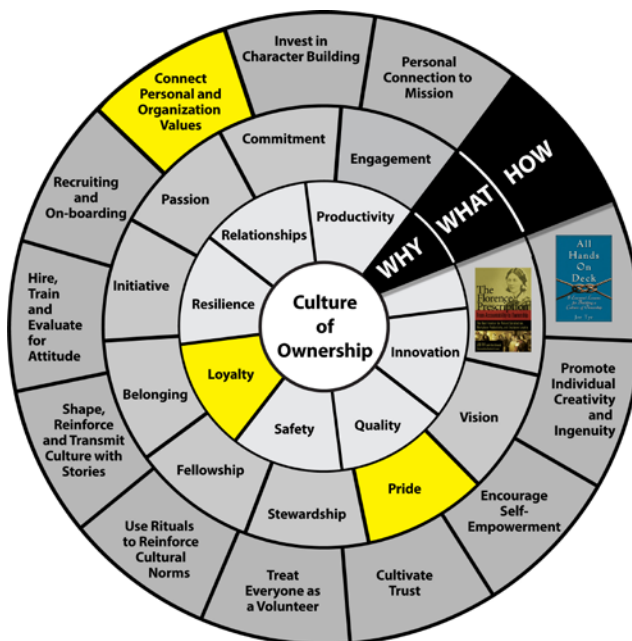 Culture
of
Ownership
WHY
WHAT
HOW
Productivity
Relationships
Resilience
Loyalty
Safety
Quality
Innovation
Engagement
Commitment
Passion
Initiative
Belonging
Fellowship
Stewardship
Pride
Vision
The
Florence
Prescription
Personal
Connection to
Mission
Invest in
Character Building
Connect
Personal and
Organization
Values
Recruiting
and
On-boarding
Hire,
Train
and
Evaluate
for
Attitude
Shape,
Reinforce
and Transmit
Culture with
Stories
Use Rituals
to Reinforce
Cultural
Norms
Treat
Everyone as
a Volunteer
Cultivate
Trust
Encourage
Self-
Empowerment
Promote
Individual
Creativity
and
Ingenuity
All
Hands
On
Deck